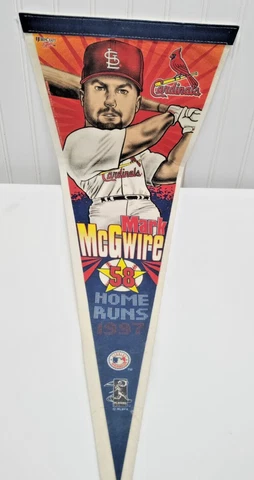 StL
Cardinals
Cardinals
Mark
McGwire
58
HOME
RUNS
1997